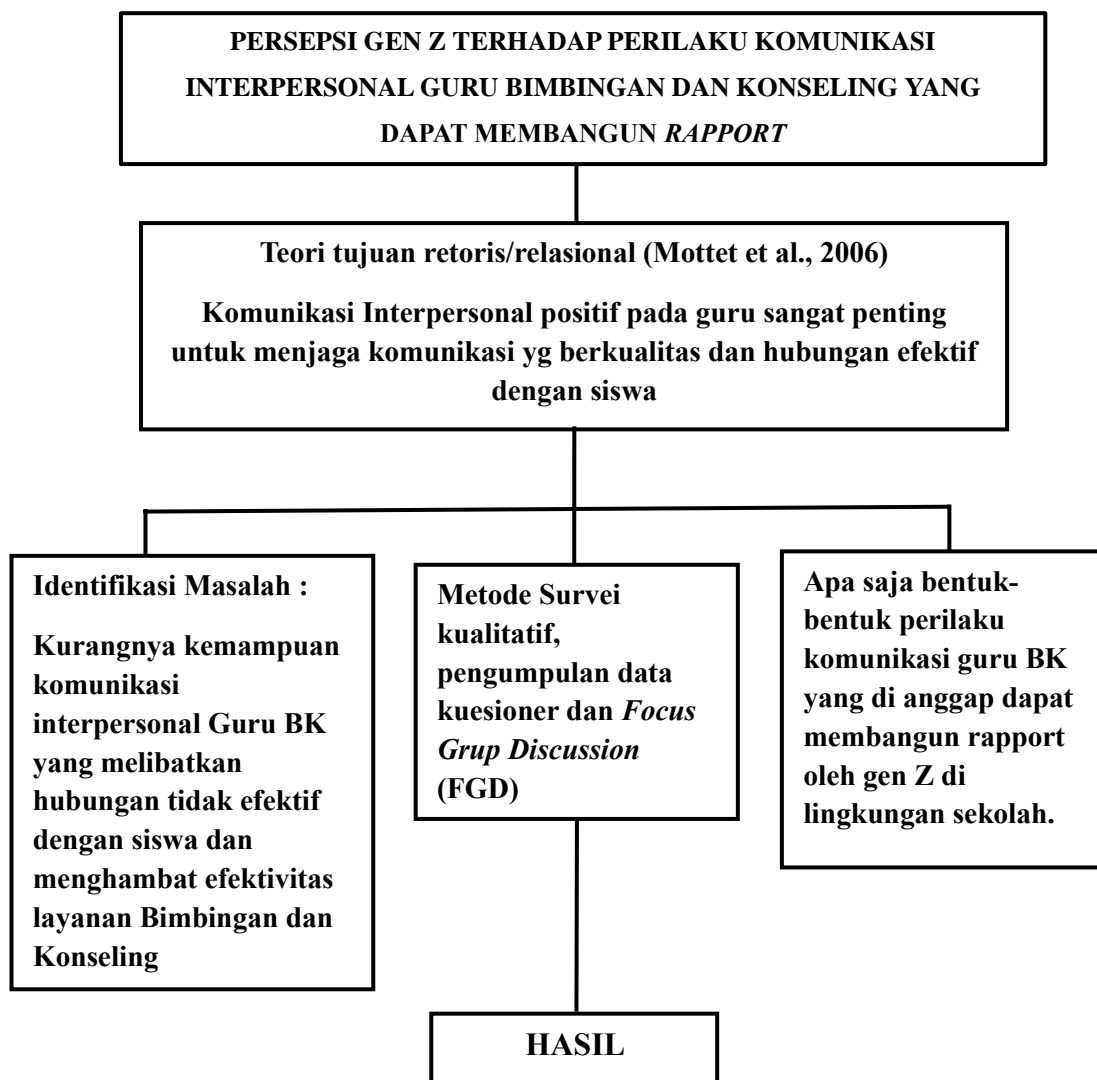 PERSEPSI GEN Z TERHADAP PERILAKU KOMUNIKASI
INTERPERSONAL GURU BIMBINGAN DAN KONSELING YANG
DAPAT MEMBANGUN RAPPORT
Teori tujuan retoris/relasional (Mottet et al., 2006)
Komunikasi Interpersonal positif pada guru sangat penting
untuk menjaga komunikasi yg berkualitas dan hubungan efektif
dengan siswa
Identifikasi Masalah :
Kurangnya kemampuan
komunikasi
interpersonal Guru BK
yang melibatkan
hubungan tidak efektif
dengan siswa dan
menghambat efektivitas
layanan Bimbingan dan
Konseling
Metode Survei
kualitatif,
pengumpulan data
kuesioner dan Focus
Grup Discussion
(FGD)
Apa saja bentuk-
bentuk perilaku
komunikasi guru BK
yang di anggap dapat
membangun rapport
oleh gen Z di
lingkungan sekolah.
HASIL